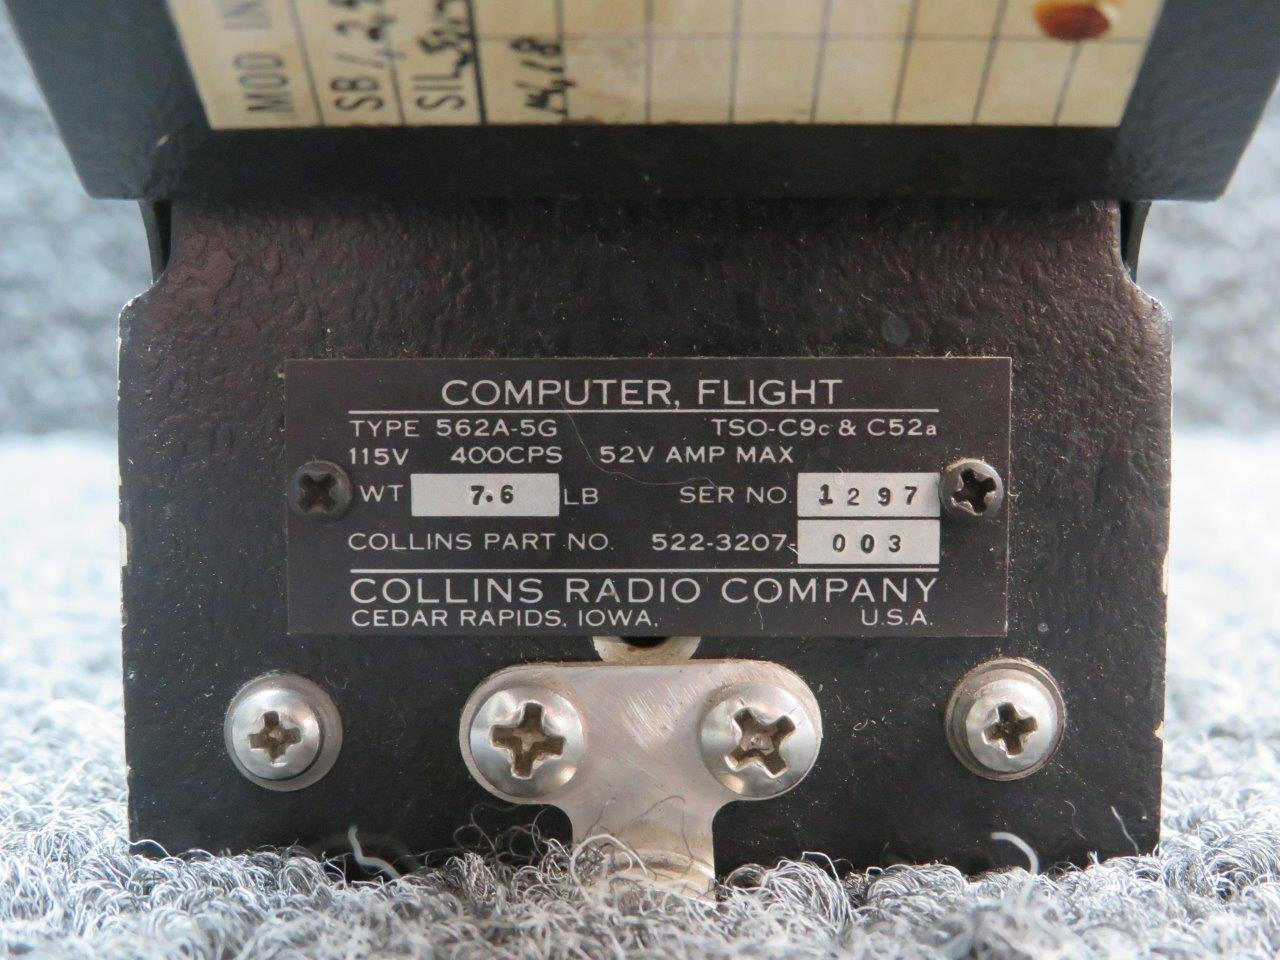 MOD IN
SB
SIL
COMPUTER, FLIGHT
TYPE 562A-5G TSO-C9c & C52a
115V 400CPS 52V AMP MAX
WT 7.6 LB SER NO. 1297
COLLINS PART NO. 522-3207-003
COLLINS RADIO COMPANY
CEDAR RAPIDS, IOWA, U.S.A.